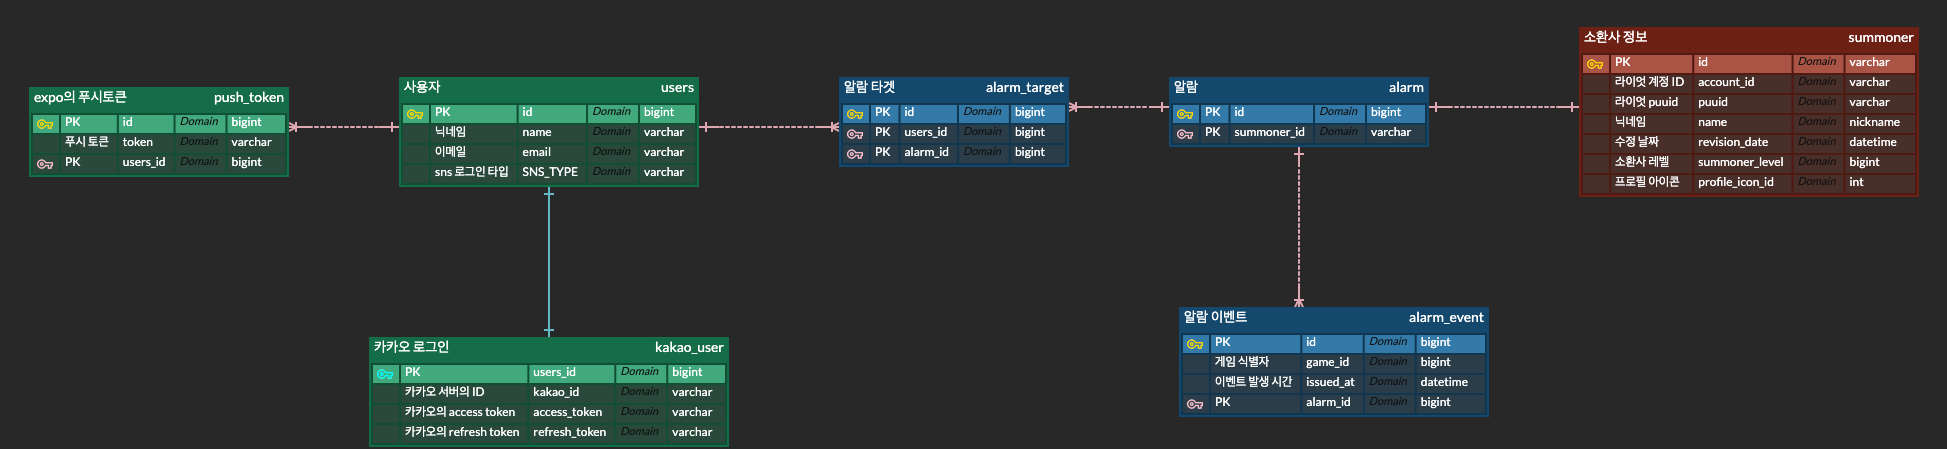 expo의 푸시토큰 push_token
PK id Domain bigint
푸시 토큰 token Domain varchar
PK users_id Domain bigint
사용자 users
PK id Domain bigint
닉네임 name Domain varchar
이메일 email Domain varchar
sns 로그인 타입 SNS_TYPE Domain varchar
카카오 로그인 kakao_user
PK users_id Domain bigint
카카오 서버의 ID kakao_id Domain varchar
카카오의 access token access_token Domain varchar
카카오의 refresh token refresh_token Domain varchar
알람 타겟 alarm_target
PK id Domain bigint
PK users_id Domain bigint
PK alarm_id Domain bigint
알람 alarm
PK id Domain bigint
PK summoner_id Domain varchar
알람 이벤트 alarm_event
PK id Domain bigint
게임 식별자 game_id Domain bigint
이벤트 발생 시간 issued_at Domain datetime
PK alarm_id Domain bigint
소환사 정보 summoner
PK id Domain varchar
라이엇 계정 ID account_id Domain varchar
라이엇 puuid puuid Domain varchar
닉네임 name Domain nickname
수정 날짜 revision_date Domain datetime
소환사 레벨 summoner_level Domain bigint
프로필 아이콘 profile_icon_id Domain int